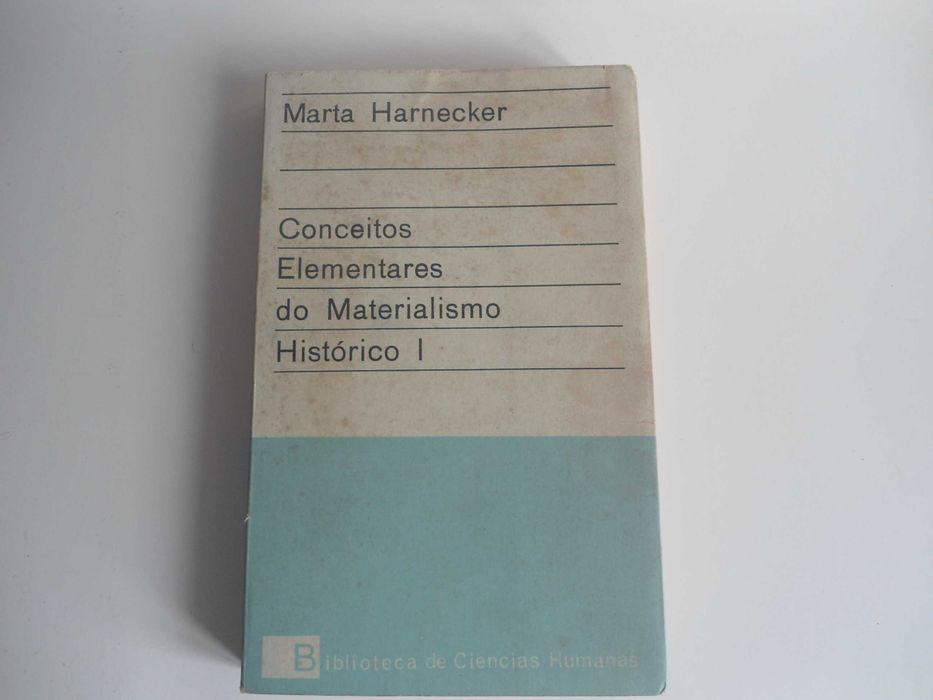 Marta Harnecker
Conceitos
Elementares
do Materialismo
Histórico I
Biblioteca de Ciencias Humanas